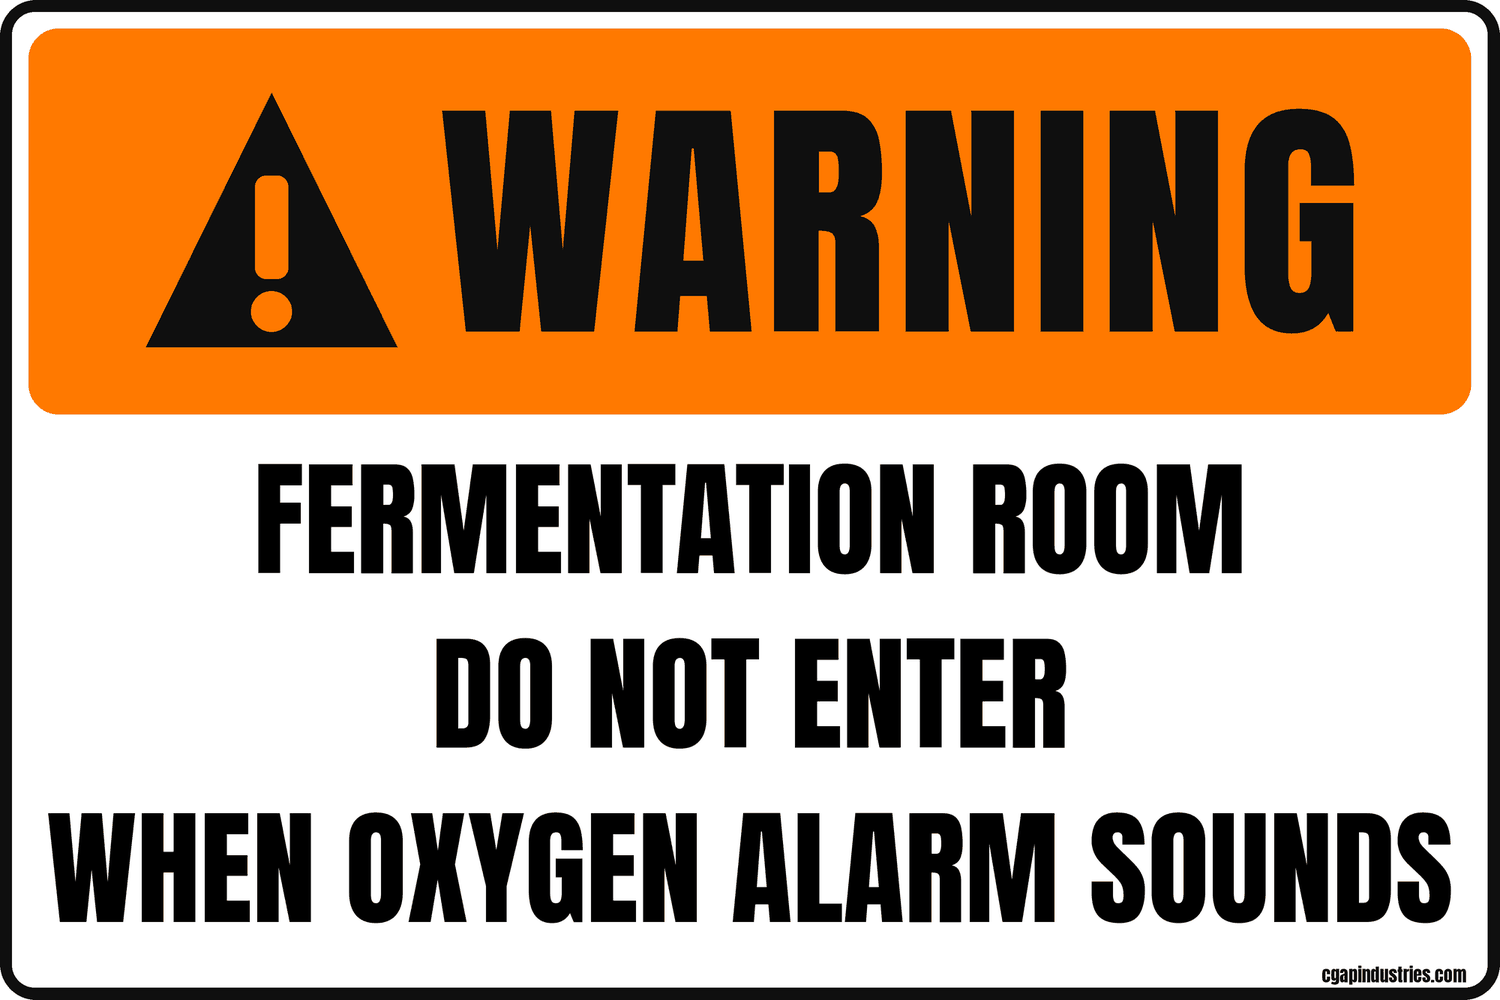 WARNING
FERMENTATION ROOM
DO NOT ENTER
WHEN OXYGEN ALARM SOUNDS
cgapindustries.com